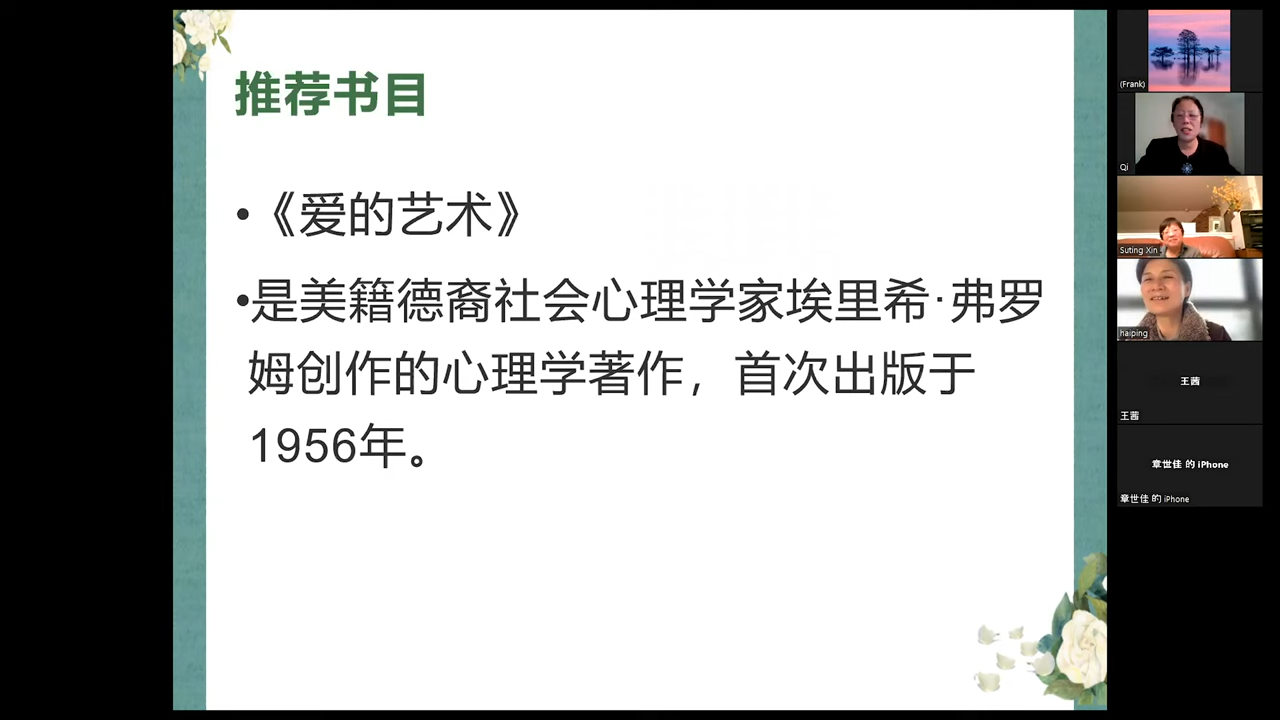 推荐书目
•《爱的艺术》
•是美籍德裔社会心理学家埃里希·弗罗
姆创作的心理学著作，首次出版于
1956年。
(Frank)
Qi
Suting Xin
haiping
王茜
王茜
章世佳 的 iPhone
章世佳 的 iPhone